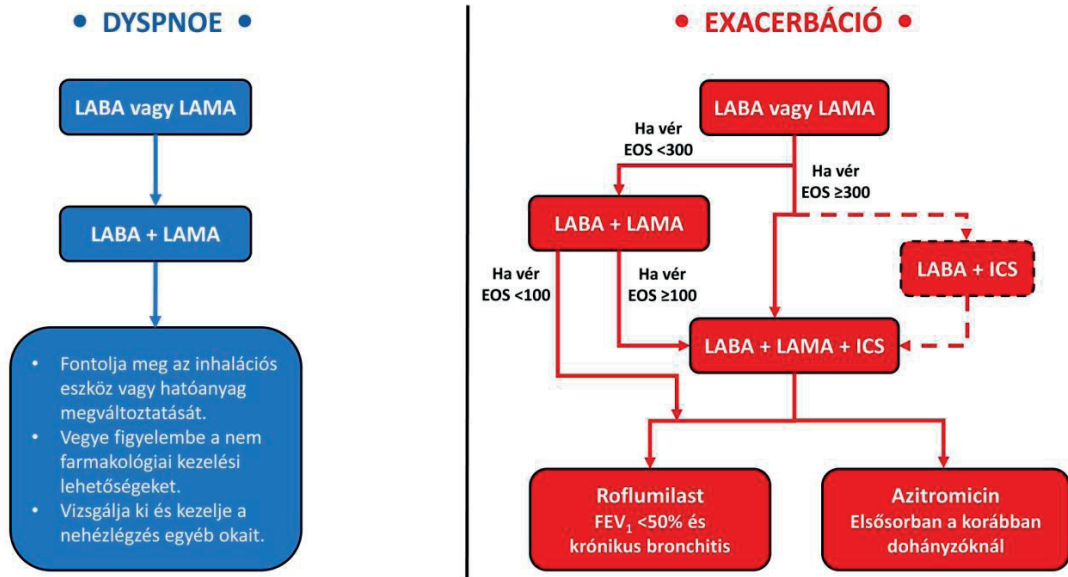 • DYSPNOE •
LABA vagy LAMA
LABA + LAMA
• Fontolja meg az inhalációs
eszköz vagy hatóanyag
megváltoztatását.
• Vegye figyelembe a nem
farmakológiai kezelési
lehetőségeket.
• Vizsgálja ki és kezelje a
nehézlégzés egyéb okait.
• EXACERBÁCIÓ •
LABA vagy LAMA
Ha vér
EOS <300
Ha vér
EOS ≥300
LABA + LAMA
LABA + ICS
Ha vér
EOS <100
Ha vér
EOS ≥100
LABA + LAMA + ICS
Roflumilast
FEV₁ <50% és
krónikus bronchitis
Azitromicin
Elsősorban a korábban
dohányzóknál